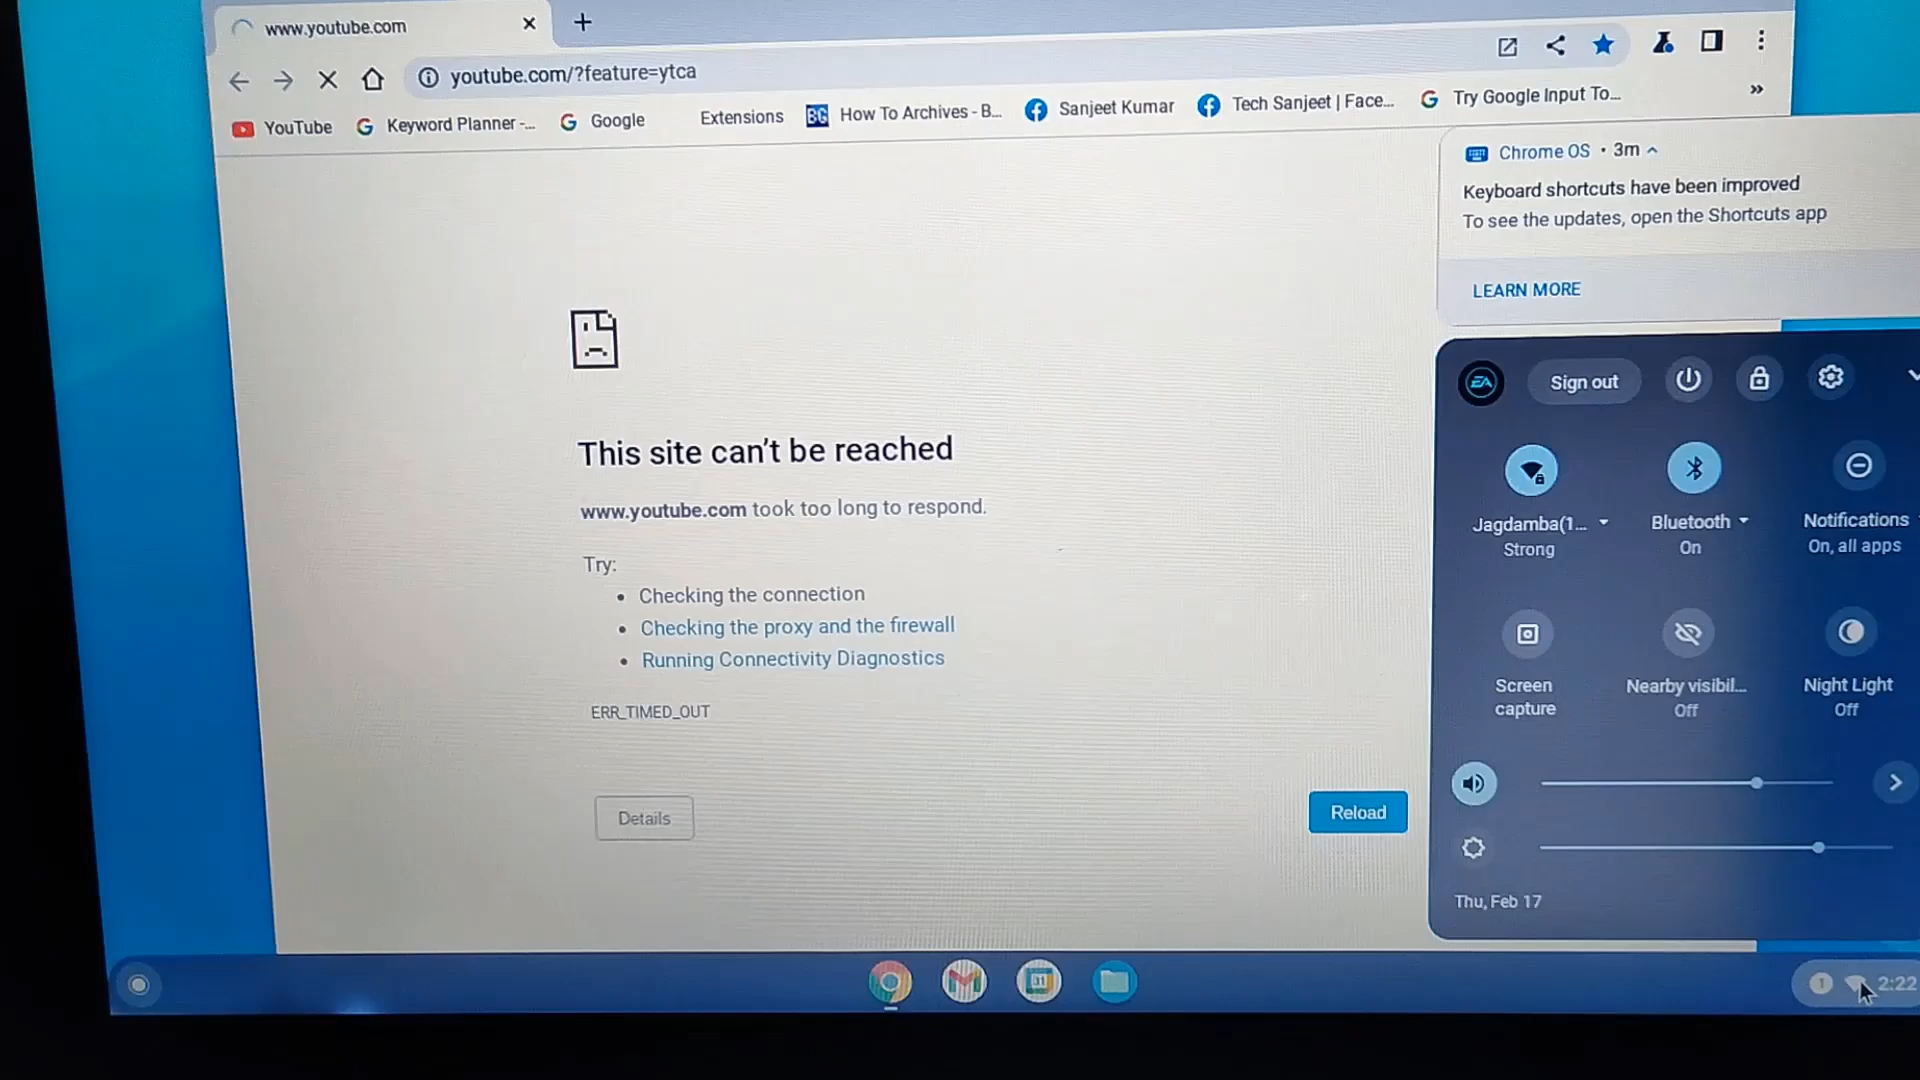 www.youtube.com
youtube.com/?feature=ytca
YouTube
Keyword Planner -...
Google
Extensions
BG How To Archives - B...
Sanjeet Kumar
Tech Sanjeet | Face...
Try Google Input To...
Chrome OS • 3m
Keyboard shortcuts have been improved
To see the updates, open the Shortcuts app
LEARN MORE
EA
Sign out
Jagdamba(1...
Strong
Bluetooth
On
Notifications
On, all apps
Screen
capture
Nearby visibil...
Off
Night Light
Off
Thu, Feb 17
This site can't be reached
www.youtube.com took too long to respond.
Try:
• Checking the connection
• Checking the proxy and the firewall
• Running Connectivity Diagnostics
ERR_TIMED_OUT
Details
Reload
31
1
2:22